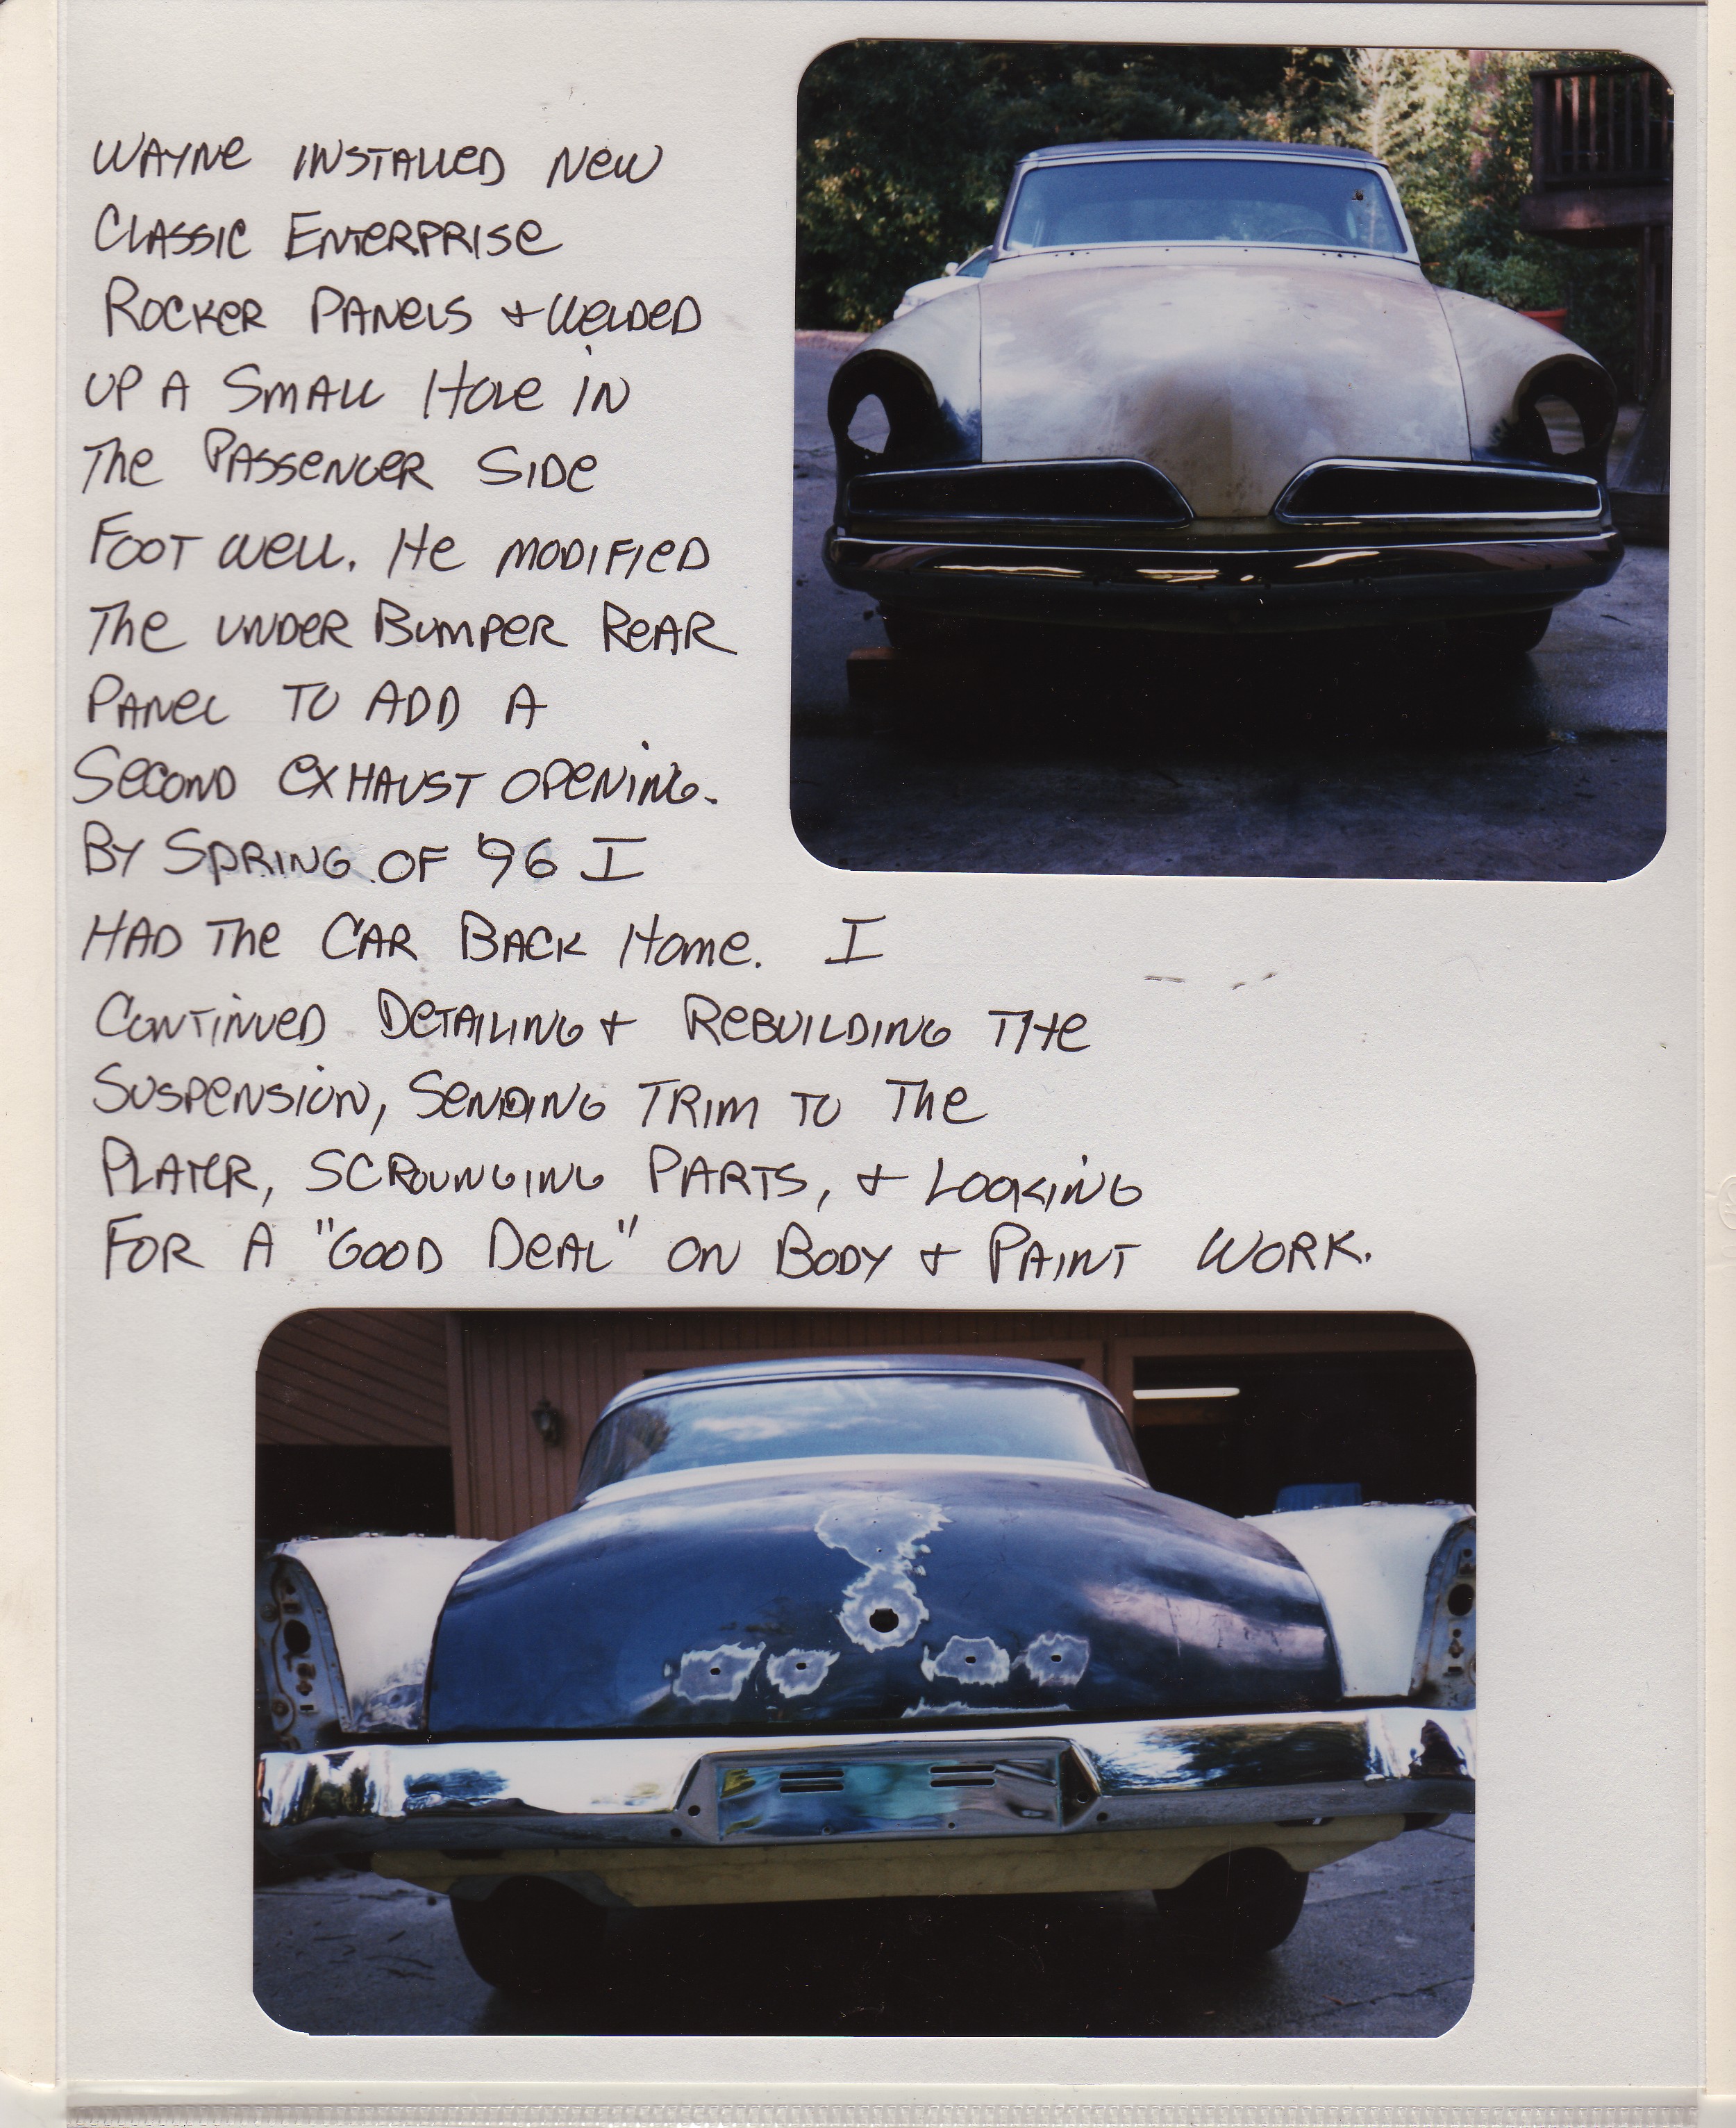 WAYNE INSTALLED NEW
CLASSIC ENTERPRISE
ROCKER PANELS & WELDED
UP A SMALL HOLE IN
THE PASSENGER SIDE
FOOT WELL. HE MODIFIED
THE UNDER BUMPER REAR
PANEL TO ADD A
SECOND EXHAUST OPENING.
BY SPRING OF '96 I
HAD THE CAR BACK HOME. I
CONTINUED DETAILING & REBUILDING THE
SUSPENSION, SENDING TRIM TO THE
PLATER, SCROUNGING PARTS, & LOOKING
FOR A "GOOD DEAL" ON BODY & PAINT WORK.